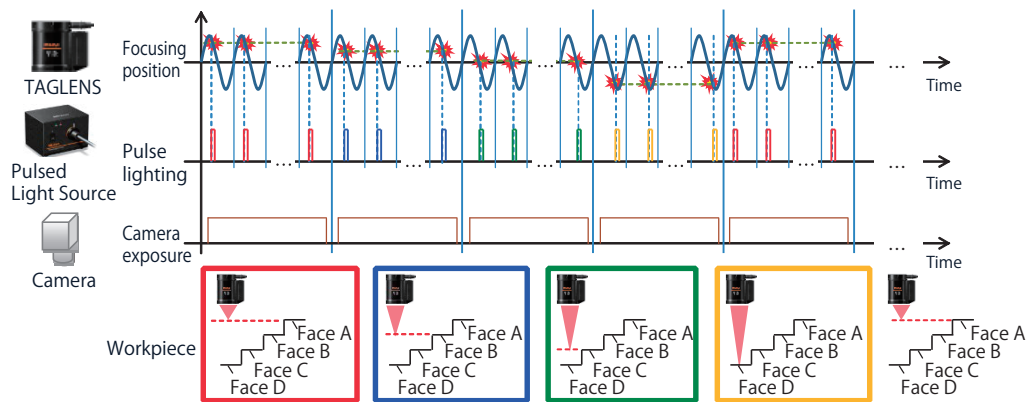 TAGLENS
Focusing
position
...
...
...
...
...
Time
Pulsed
Light Source
Pulse
lighting
...
...
...
...
...
Time
Camera
Camera
exposure
...
Time
Workpiece
Face A
Face B
Face C
Face D
Face A
Face B
Face C
Face D
Face A
Face B
Face C
Face D
Face A
Face B
Face C
Face D
Face A
Face B
Face C
Face D